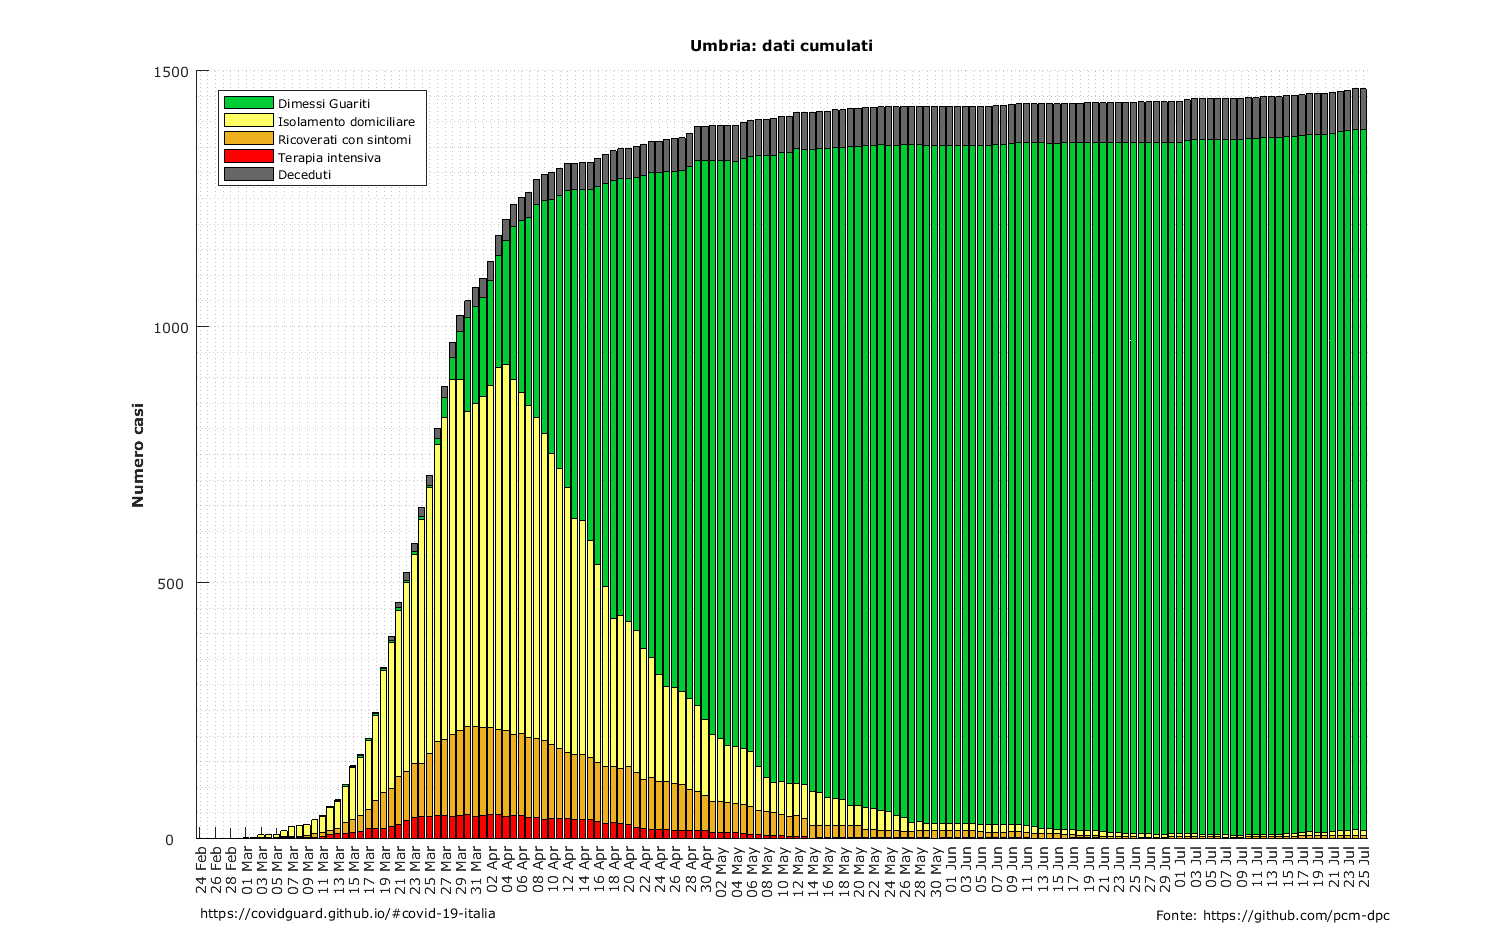 Umbria: dati cumulati
1500
1000
500
0
Numero casi
Dimessi Guariti
Isolamento domiciliare
Ricoverati con sintomi
Terapia intensiva
Deceduti
24 Feb
26 Feb
28 Feb
01 Mar
03 Mar
05 Mar
07 Mar
09 Mar
11 Mar
13 Mar
15 Mar
17 Mar
19 Mar
21 Mar
23 Mar
25 Mar
27 Mar
29 Mar
31 Mar
02 Apr
04 Apr
06 Apr
08 Apr
10 Apr
12 Apr
14 Apr
16 Apr
18 Apr
20 Apr
22 Apr
24 Apr
26 Apr
28 Apr
30 Apr
02 May
04 May
06 May
08 May
10 May
12 May
14 May
16 May
18 May
20 May
22 May
24 May
26 May
28 May
30 May
01 Jun
03 Jun
05 Jun
07 Jun
09 Jun
11 Jun
13 Jun
15 Jun
17 Jun
19 Jun
21 Jun
23 Jun
25 Jun
27 Jun
29 Jun
01 Jul
03 Jul
05 Jul
07 Jul
09 Jul
11 Jul
13 Jul
15 Jul
17 Jul
19 Jul
21 Jul
23 Jul
25 Jul
https://covidguard.github.io/#covid-19-italia
Fonte: https://github.com/pcm-dpc